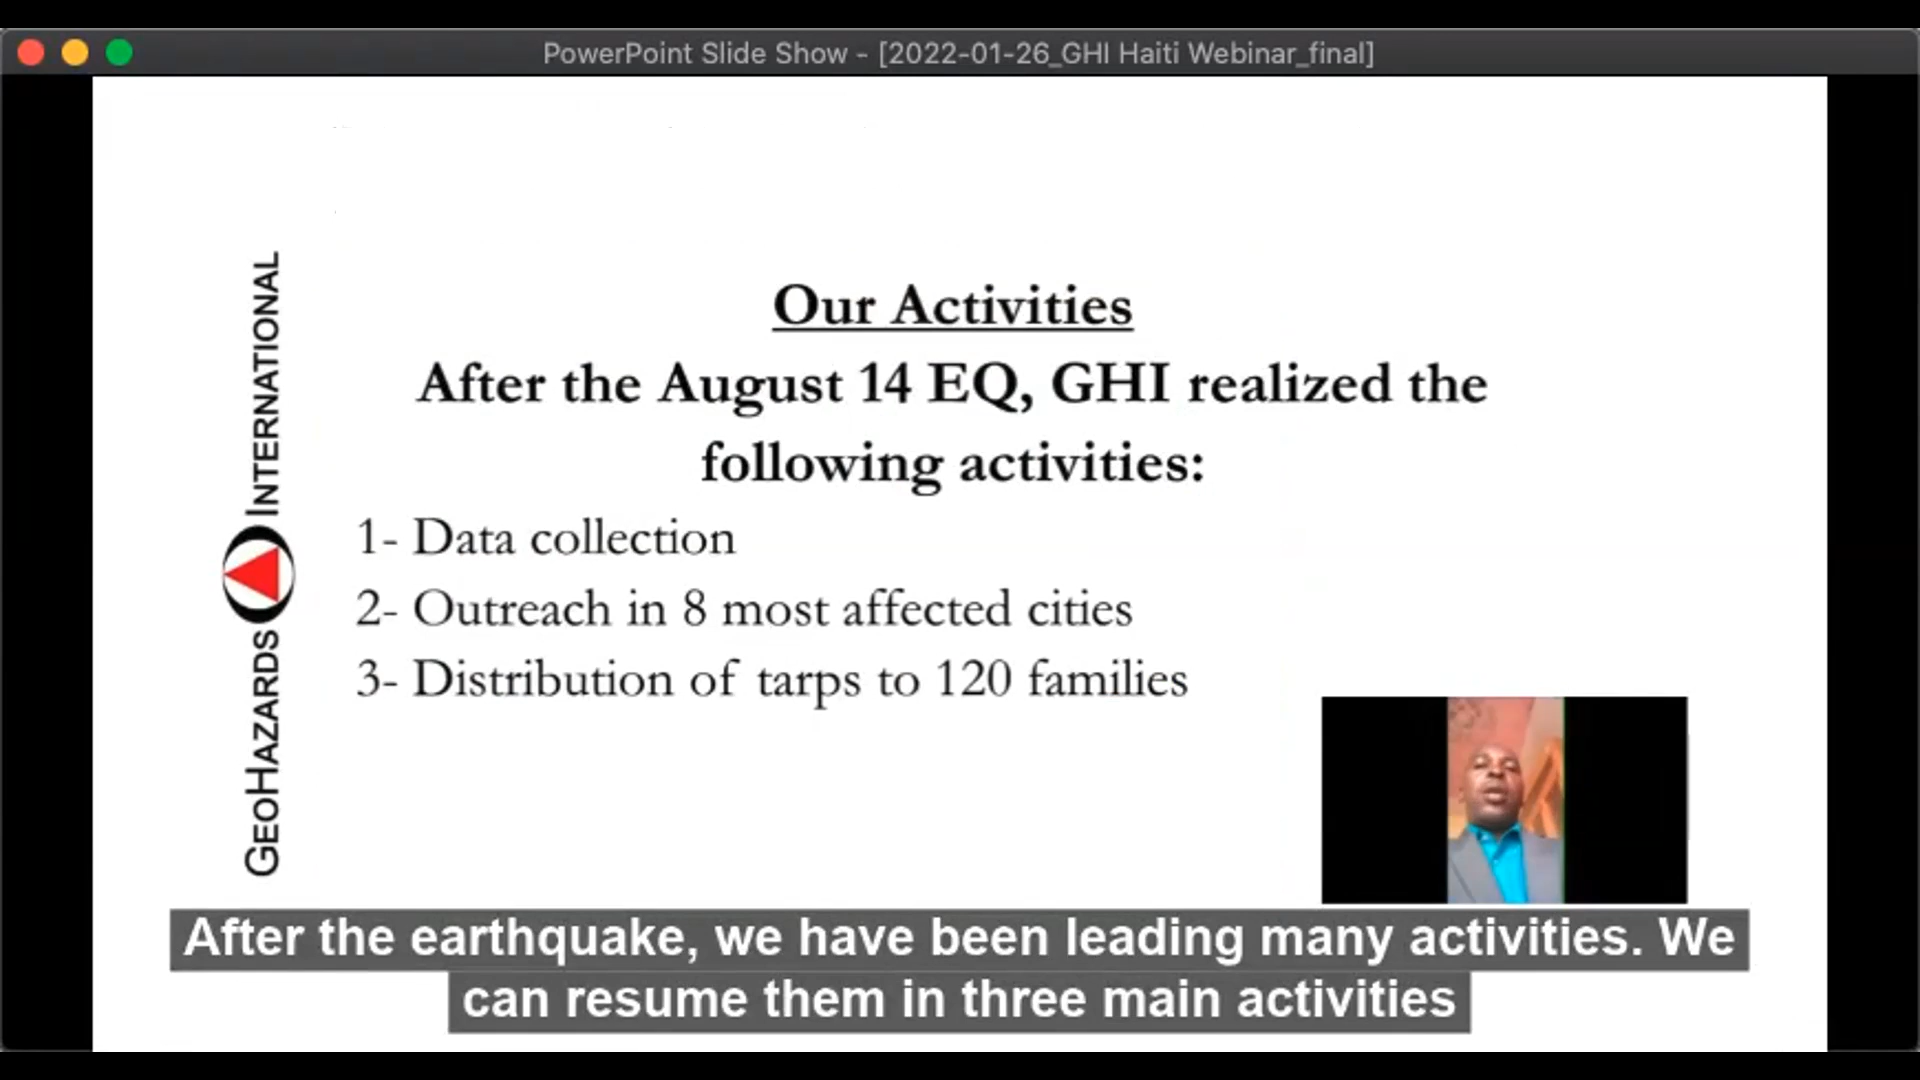 PowerPoint Slide Show - [2022-01-26_GHI Haiti Webinar_final]
GEOHAZARDS INTERNATIONAL
Our Activities
After the August 14 EQ, GHI realized the
following activities:
1- Data collection
2- Outreach in 8 most affected cities
3- Distribution of tarps to 120 families
After the earthquake, we have been leading many activities. We
can resume them in three main activities